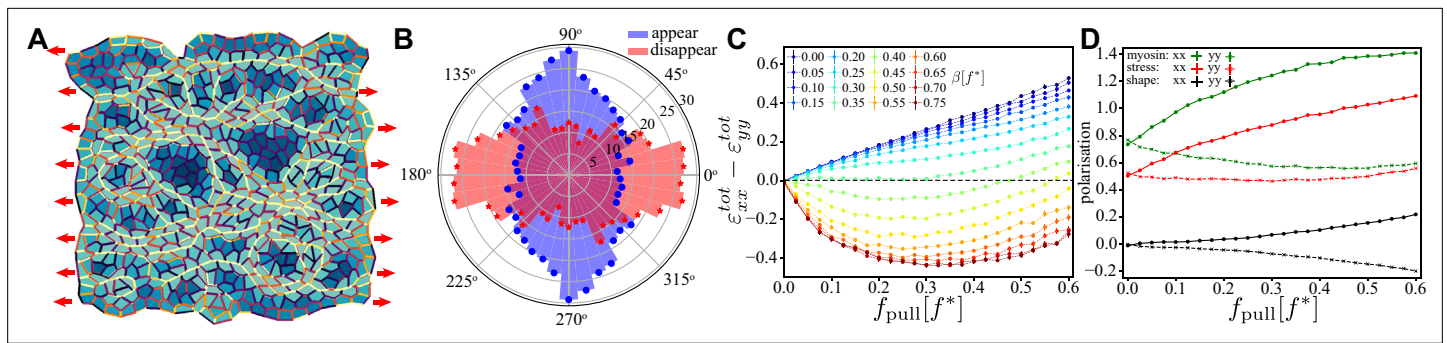 A
B
appear
disappear
90°
135°
45°
180°
0°
225°
315°
270°
5
10
15
20
25
30
35
C
0.00 0.20 0.40 0.60
0.05 0.25 0.45 0.65
0.10 0.30 0.50 0.70
0.15 0.35 0.55 0.75
β[f*]
ε_xx^tot − ε_yy^tot
0.6
0.4
0.2
0.0
−0.2
−0.4
0.0 0.1 0.2 0.3 0.4 0.5 0.6
f_pull[f*]
D
myosin: xx yy
stress: xx yy
shape: xx yy
polarisation
1.4
1.2
1.0
0.8
0.6
0.4
0.2
0.0
−0.2
0.0 0.1 0.2 0.3 0.4 0.5 0.6
f_pull[f*]